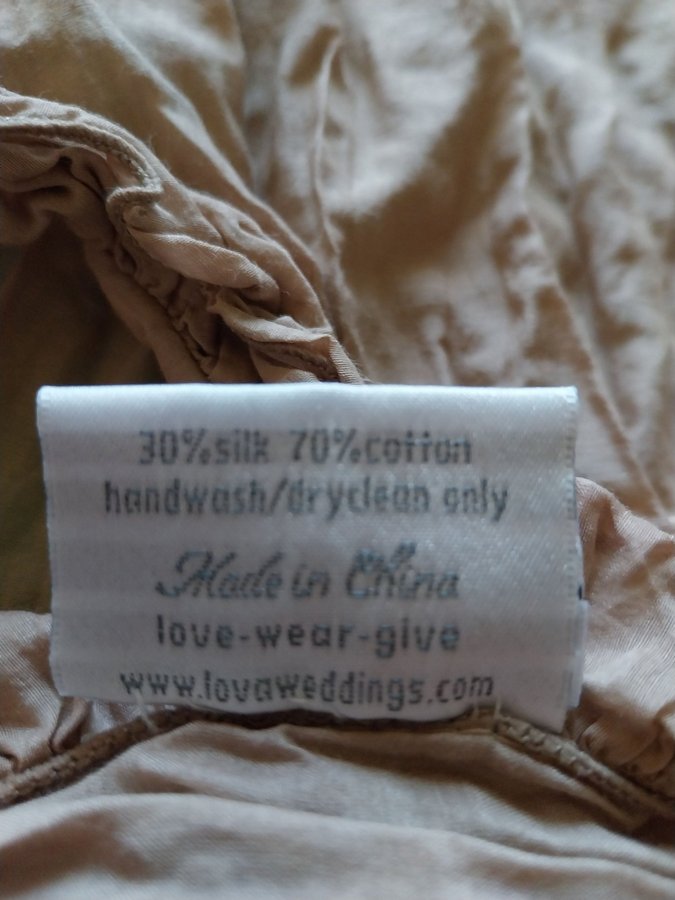 30%silk 70%cotton
handwash/dryclean only
Made in China
love-wear-give
www.lovaweddings.com